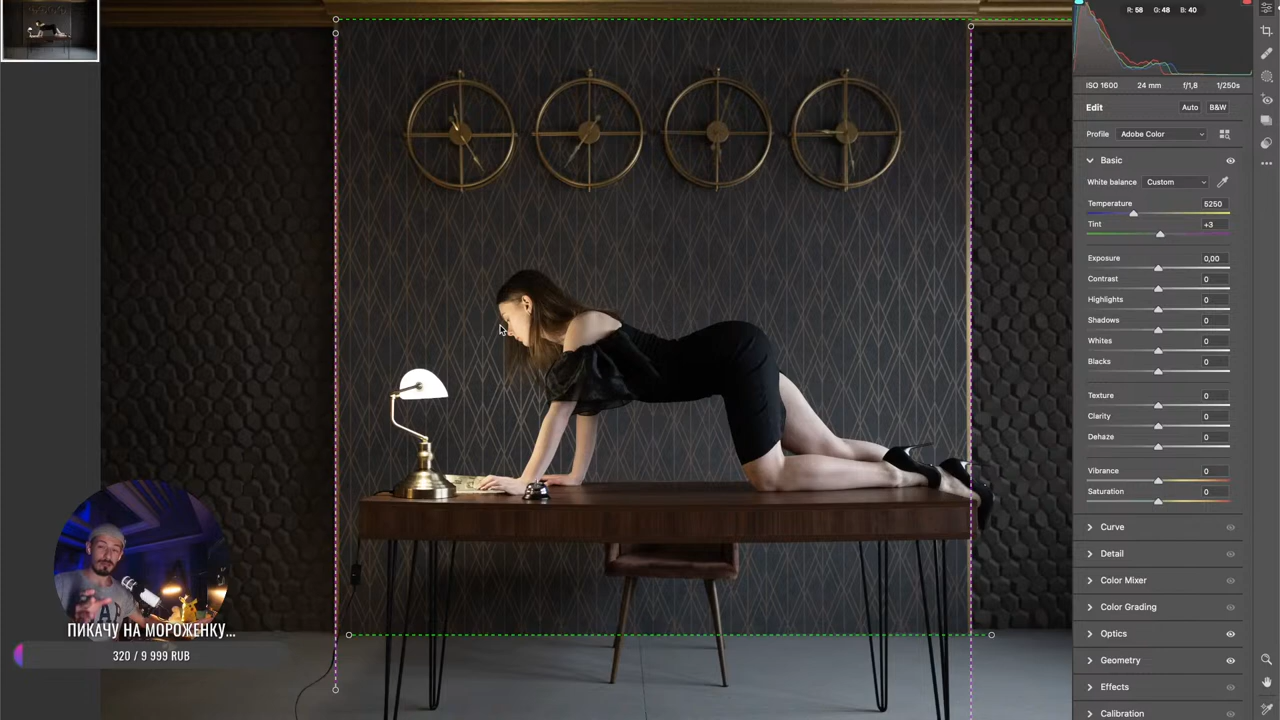 R: 58 G: 48 B: 40
ISO 1600 24 mm f/1,8 1/250s
Edit Auto B&W
Profile Adobe Color
Basic
White balance Custom
Temperature 5250
Tint +3
Exposure 0,00
Contrast 0
Highlights 0
Shadows 0
Whites 0
Blacks 0
Texture 0
Clarity 0
Dehaze 0
Vibrance 0
Saturation 0
Curve
Detail
Color Mixer
Color Grading
Optics
Geometry
Effects
Calibration
ПИКАЧУ НА МОРОЖЕНКУ...
320 / 9 999 RUB